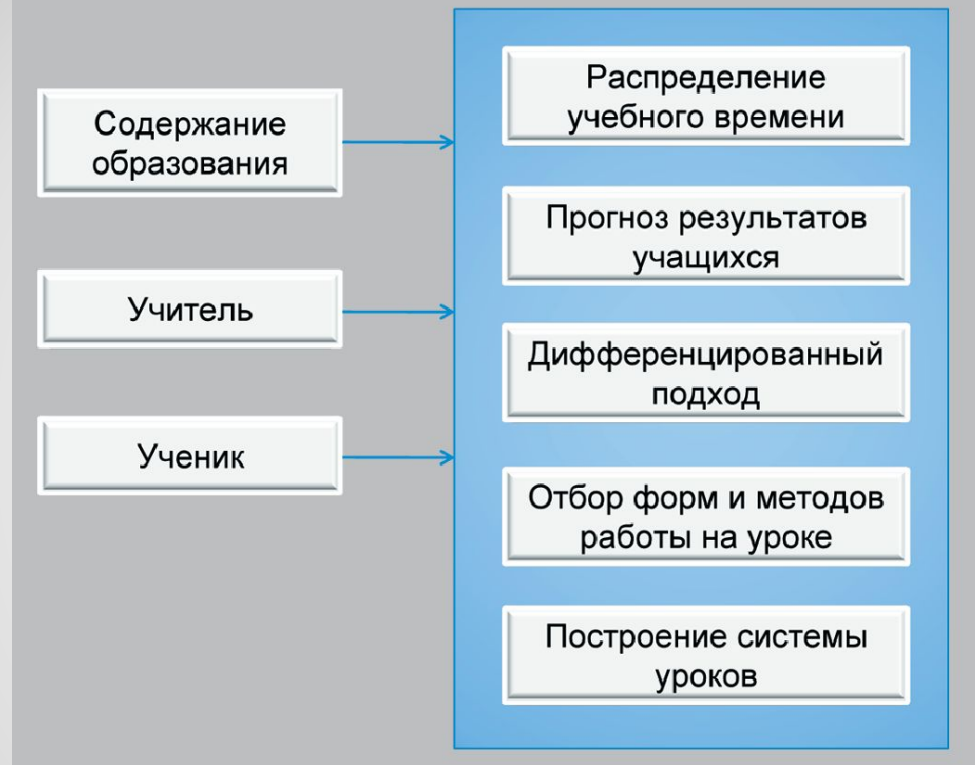 Содержание
образования
Учитель
Ученик
Распределение
учебного времени
Прогноз результатов
учащихся
Дифференцированный
подход
Отбор форм и методов
работы на уроке
Построение системы
уроков